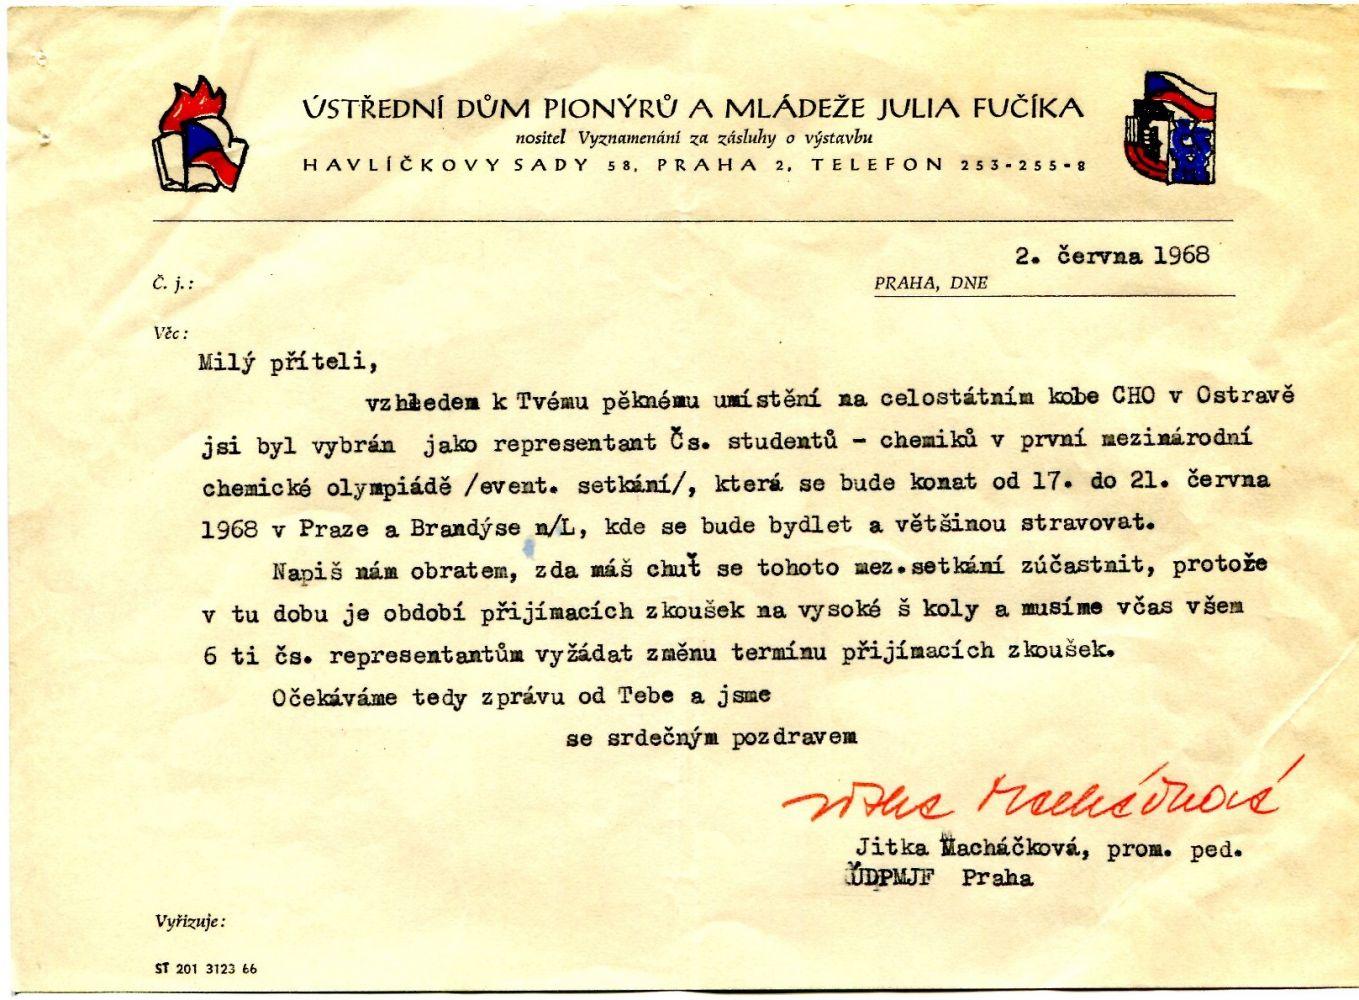 ÚSTŘEDNÍ DŮM PIONÝRŮ A MLÁDEŽE JULIA FUČÍKA
nositel Vyznamenání za zásluhy o výstavbu
HAVLÍČKOVY SADY 58, PRAHA 2, TELEFON 253-255-8
2. června 1968
Č. j.:
PRAHA, DNE
Věc:
Milý příteli,
vzhledem k Tvému pěknému umístění na celostátním kole CHO v Ostravě
jsi byl vybrán jako representant Čs. studentů - chemiků v první mezinárodní
chemické olympiádě /event. setkání/, která se bude konat od 17. do 21. června
1968 v Praze a Brandýse n/L, kde se bude bydlet a většinou stravovat.
Napiš nám obratem, zda máš chuť se tohoto mez.setkání zúčastnit, protože
v tu dobu je období přijímacích zkoušek na vysoké š koly a musíme včas všem
6 ti čs. representantům vyžádat změnu termínu přijímacích zkoušek.
Očekáváme tedy zprávu od Tebe a jsme
se srdečným pozdravem
Jitka Macháčková
Jitka Macháčková, prom. ped.
ÚDPMJF Praha
Vyřizuje:
ST 201 3123 66